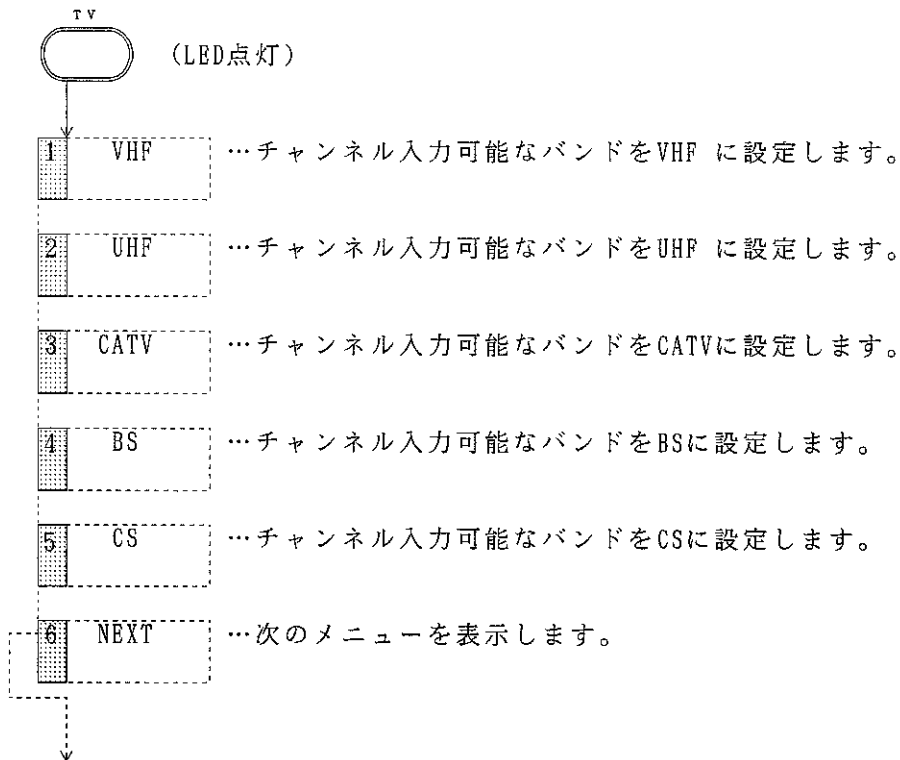 TV
(LED点灯)
1 VHF …チャンネル入力可能なバンドをVHF に設定します。
2 UHF …チャンネル入力可能なバンドをUHF に設定します。
3 CATV …チャンネル入力可能なバンドをCATVに設定します。
4 BS …チャンネル入力可能なバンドをBSに設定します。
5 CS …チャンネル入力可能なバンドをCSに設定します。
6 NEXT …次のメニューを表示します。